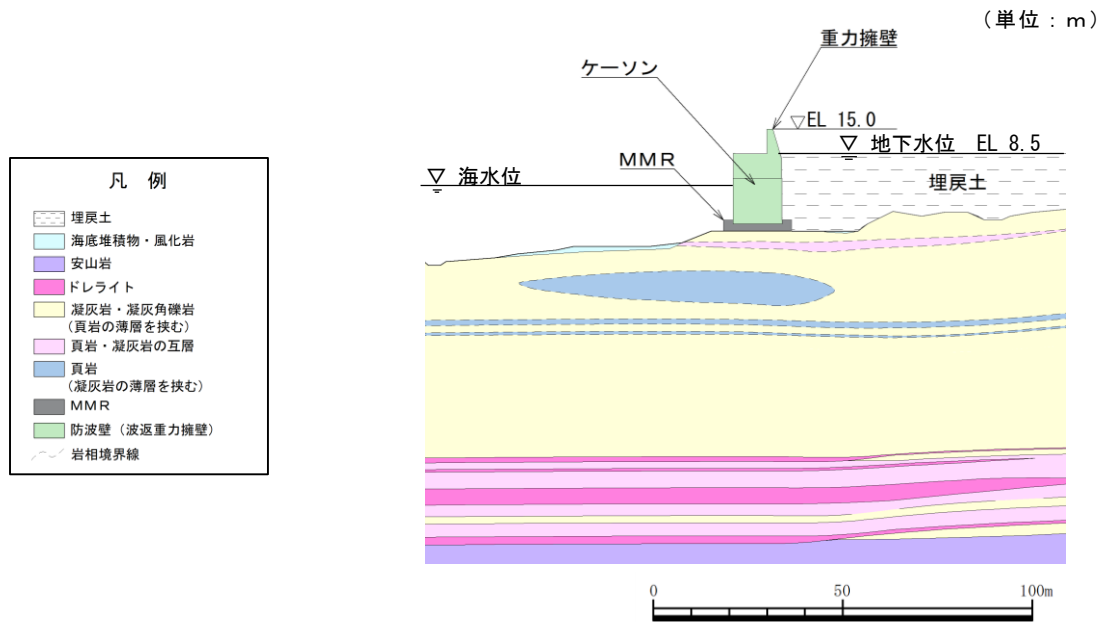 （単位：ｍ）
重力擁壁
ケーソン
▽EL 15.0
▽ 地下水位 EL 8.5
MMR
▽ 海水位
埋戻土
凡 例
埋戻土
海底堆積物・風化岩
安山岩
ドレライト
凝灰岩・凝灰角礫岩
(頁岩の薄層を挟む)
頁岩・凝灰岩の互層
頁岩
(凝灰岩の薄層を挟む)
ＭＭＲ
防波壁（波返重力擁壁）
岩相境界線
0 50 100m